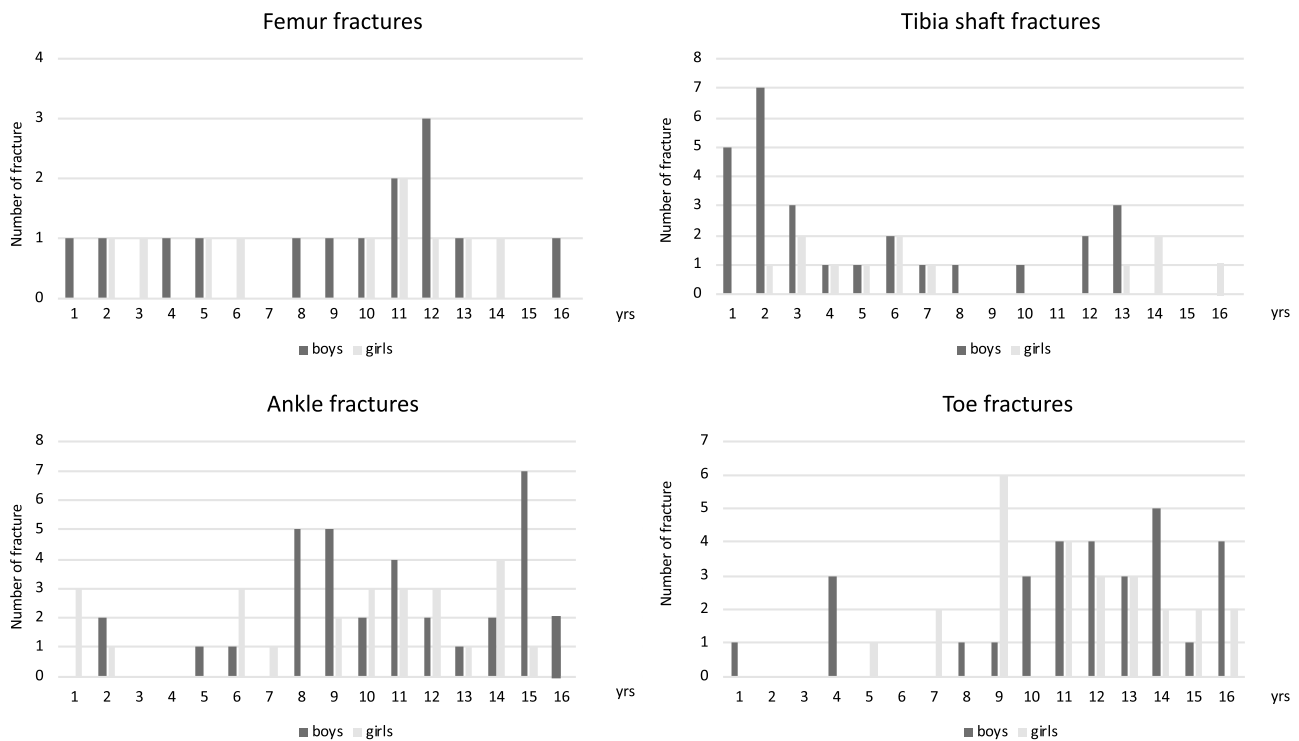 Femur fractures
Number of fracture
4
3
2
1
0
1 2 3 4 5 6 7 8 9 10 11 12 13 14 15 16 yrs
boys girls
Tibia shaft fractures
Number of fracture
8
7
6
5
4
3
2
1
0
1 2 3 4 5 6 7 8 9 10 11 12 13 14 15 16 yrs
boys girls
Ankle fractures
Number of fracture
8
7
6
5
4
3
2
1
0
1 2 3 4 5 6 7 8 9 10 11 12 13 14 15 16 yrs
boys girls
Toe fractures
Number of fracture
7
6
5
4
3
2
1
0
1 2 3 4 5 6 7 8 9 10 11 12 13 14 15 16 yrs
boys girls